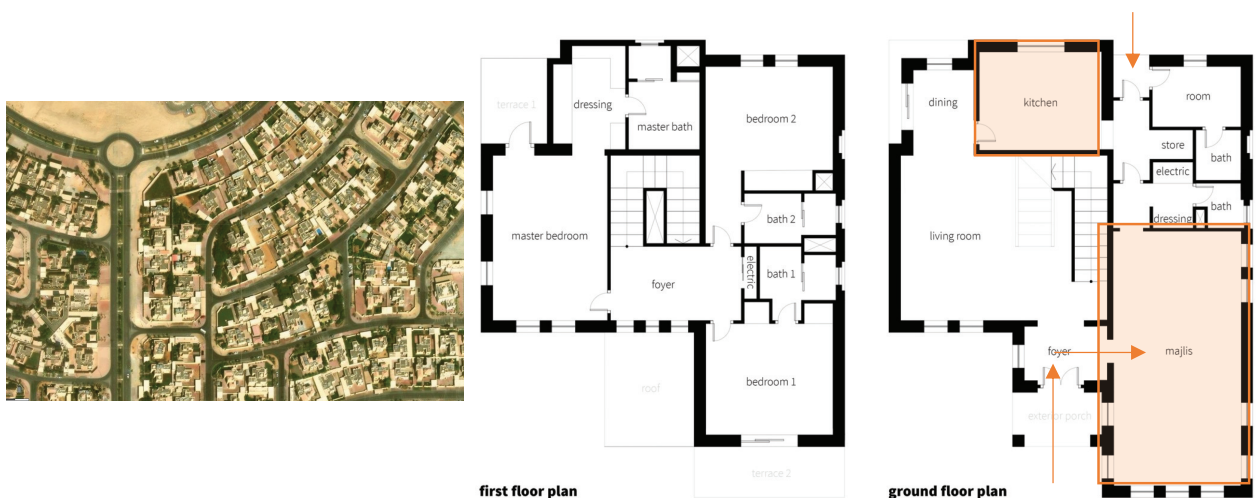 terrace 1
dressing
master bath
bedroom 2
master bedroom
bath 2
foyer
electric
bath 1
roof
bedroom 1
terrace 2
first floor plan
dining
kitchen
room
store
bath
electric
bath
dressing
living room
foyer
majlis
exterior porch
ground floor plan